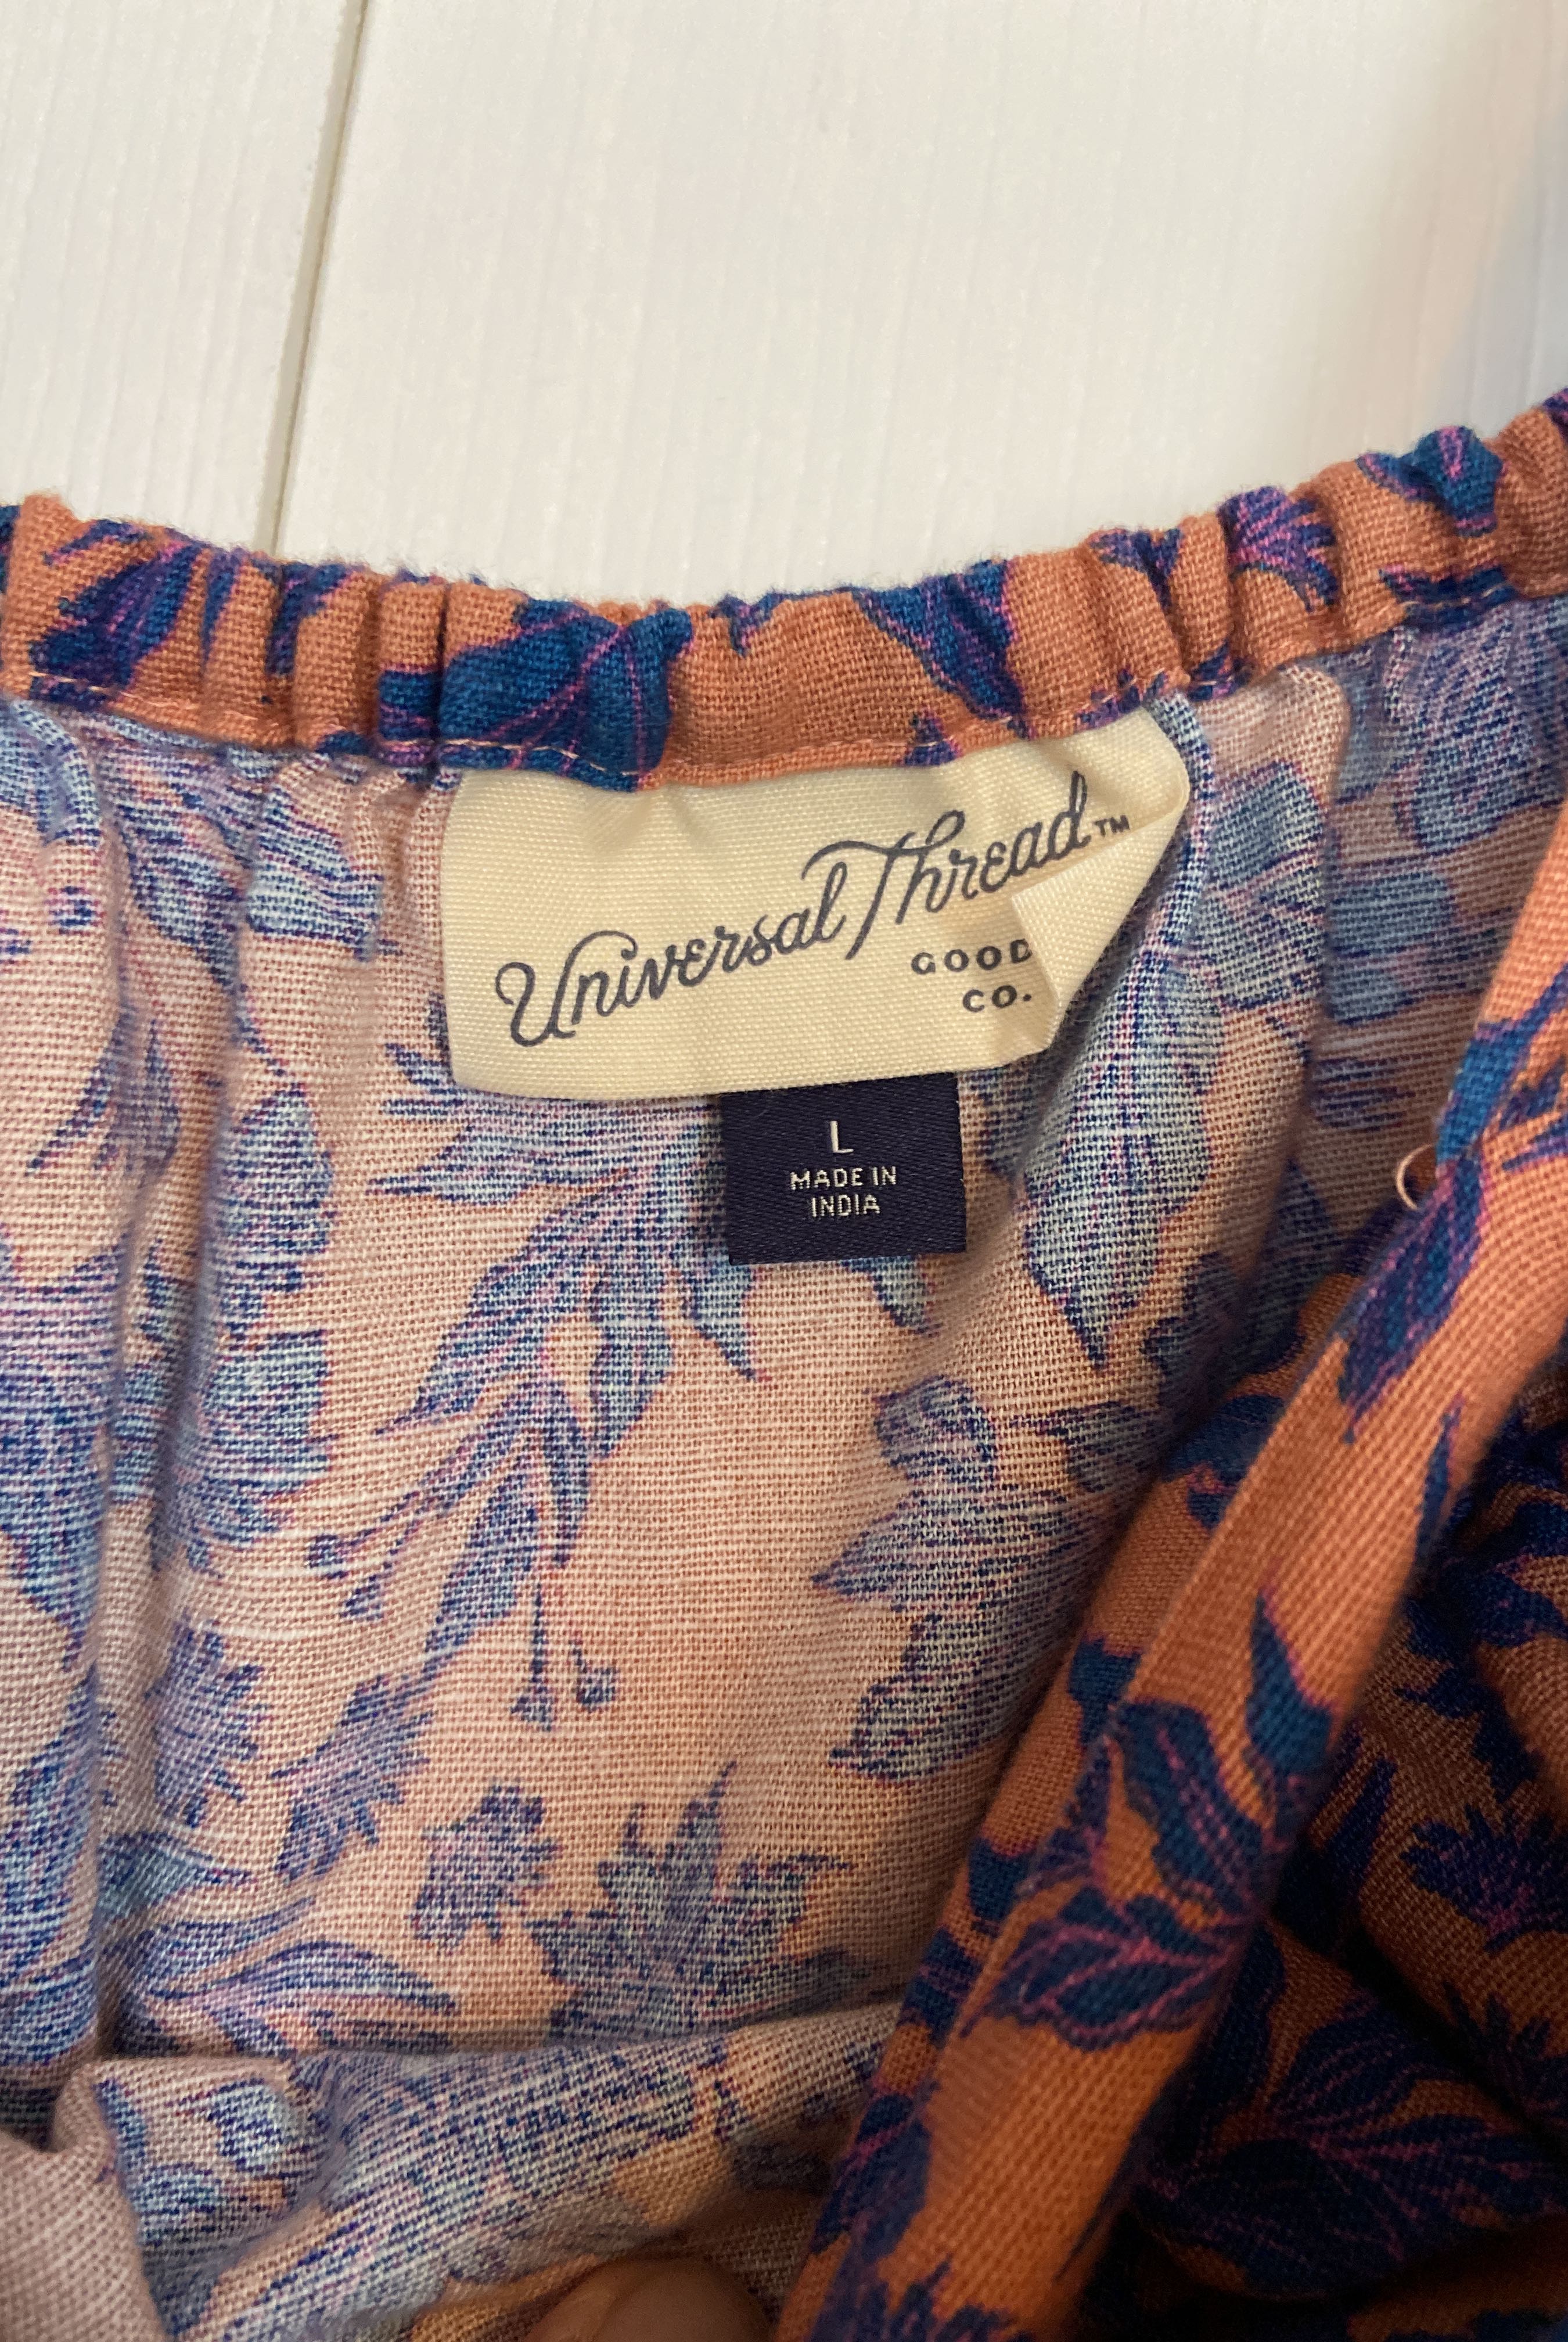 Universal Thread™
GOOD
CO.
L
MADE IN
INDIA